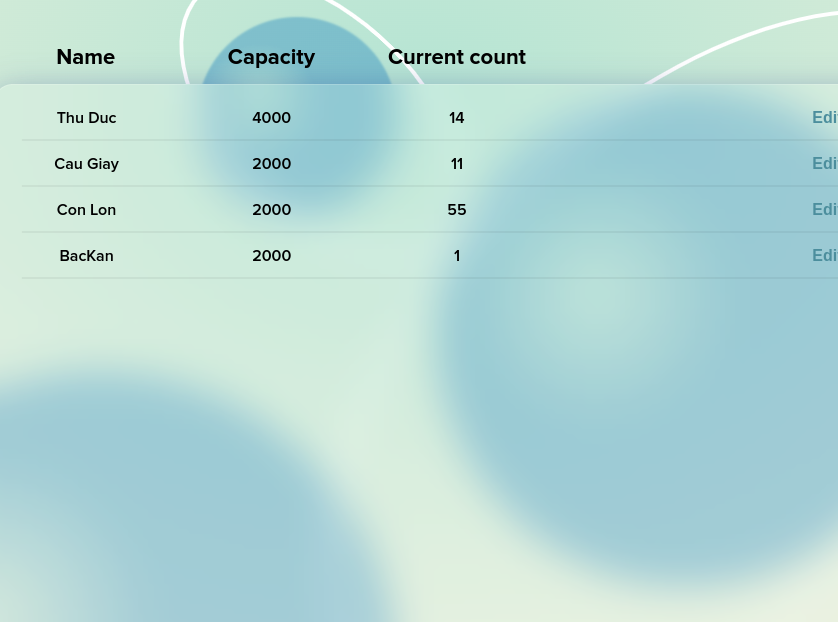 Name Capacity Current count
Thu Duc 4000 14 Edi
Cau Giay 2000 11 Edi
Con Lon 2000 55 Edi
BacKan 2000 1 Edi